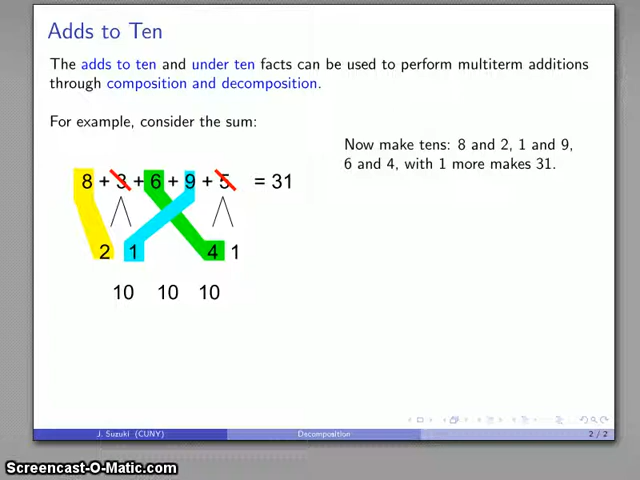 Adds to Ten
The adds to ten and under ten facts can be used to perform multiterm additions
through composition and decomposition.
For example, consider the sum:
Now make tens: 8 and 2, 1 and 9,
6 and 4, with 1 more makes 31.
8 + 3 + 6 + 9 + 5 = 31
2 1 4 1
10 10 10
J. Suzuki (CUNY) Decomposition 2 / 2
Screencast-O-Matic.com